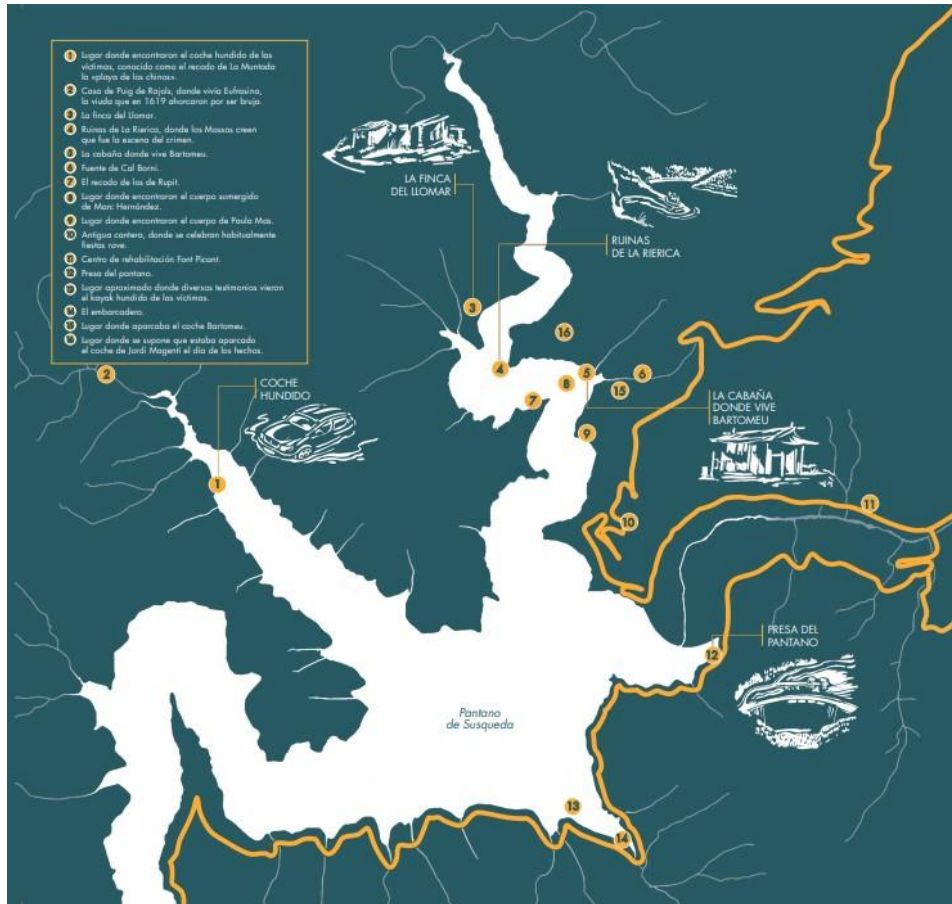 1 Lugar donde encontraron el coche hundido de las
víctimas, conocido como el recodo de La Muntada
la «playa de los chinos».
2 Casa de Puig de Rajols, donde vivía Eufrasina,
la viuda que en 1619 ahorcaron por ser bruja.
3 La finca del Llomar.
4 Ruinas de La Rierica, donde los Mossos creen
que fue la escena del crimen.
5 La cabaña donde vive Bartomeu.
6 Fuente de Cal Borni.
7 El recodo de los de Rupit.
8 Lugar donde encontraron el cuerpo sumergido
de Marc Hernández.
9 Lugar donde encontraron el cuerpo de Paula Mas.
10 Antigua cantera, donde se celebran habitualmente
fiestas rave.
11 Centro de rehabilitación Font Picant.
12 Presa del pantano.
13 Lugar aproximado donde diversos testimonios vieron
el kayak hundido de las víctimas.
14 El embarcadero.
15 Lugar donde aparcaba el coche Bartomeu.
16 Lugar donde se supone que estaba aparcado
el coche de Jordi Magentí el día de los hechos.
LA FINCA
DEL LLOMAR
RUINAS
DE LA RIERICA
3
16
2
4
5
6
8
15
7
COCHE
HUNDIDO
LA CABAÑA
DONDE VIVE
BARTOMEU
9
1
11
10
PRESA DEL
PANTANO
12
Pantano
de Susqueda
13
14